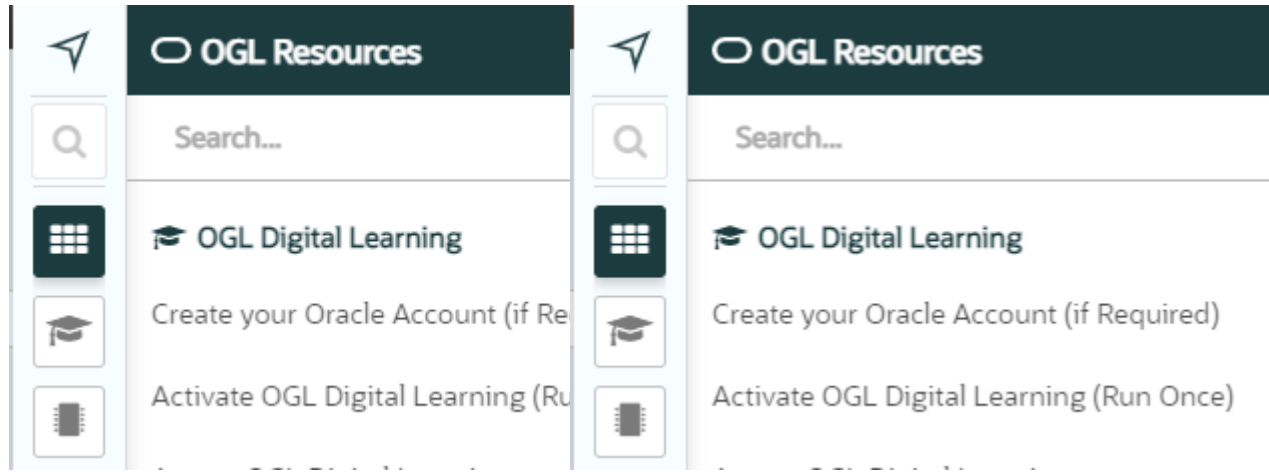 OGL Resources
Search...
OGL Digital Learning
Create your Oracle Account (if Re
Activate OGL Digital Learning (Ru
OGL Resources
Search...
OGL Digital Learning
Create your Oracle Account (if Required)
Activate OGL Digital Learning (Run Once)